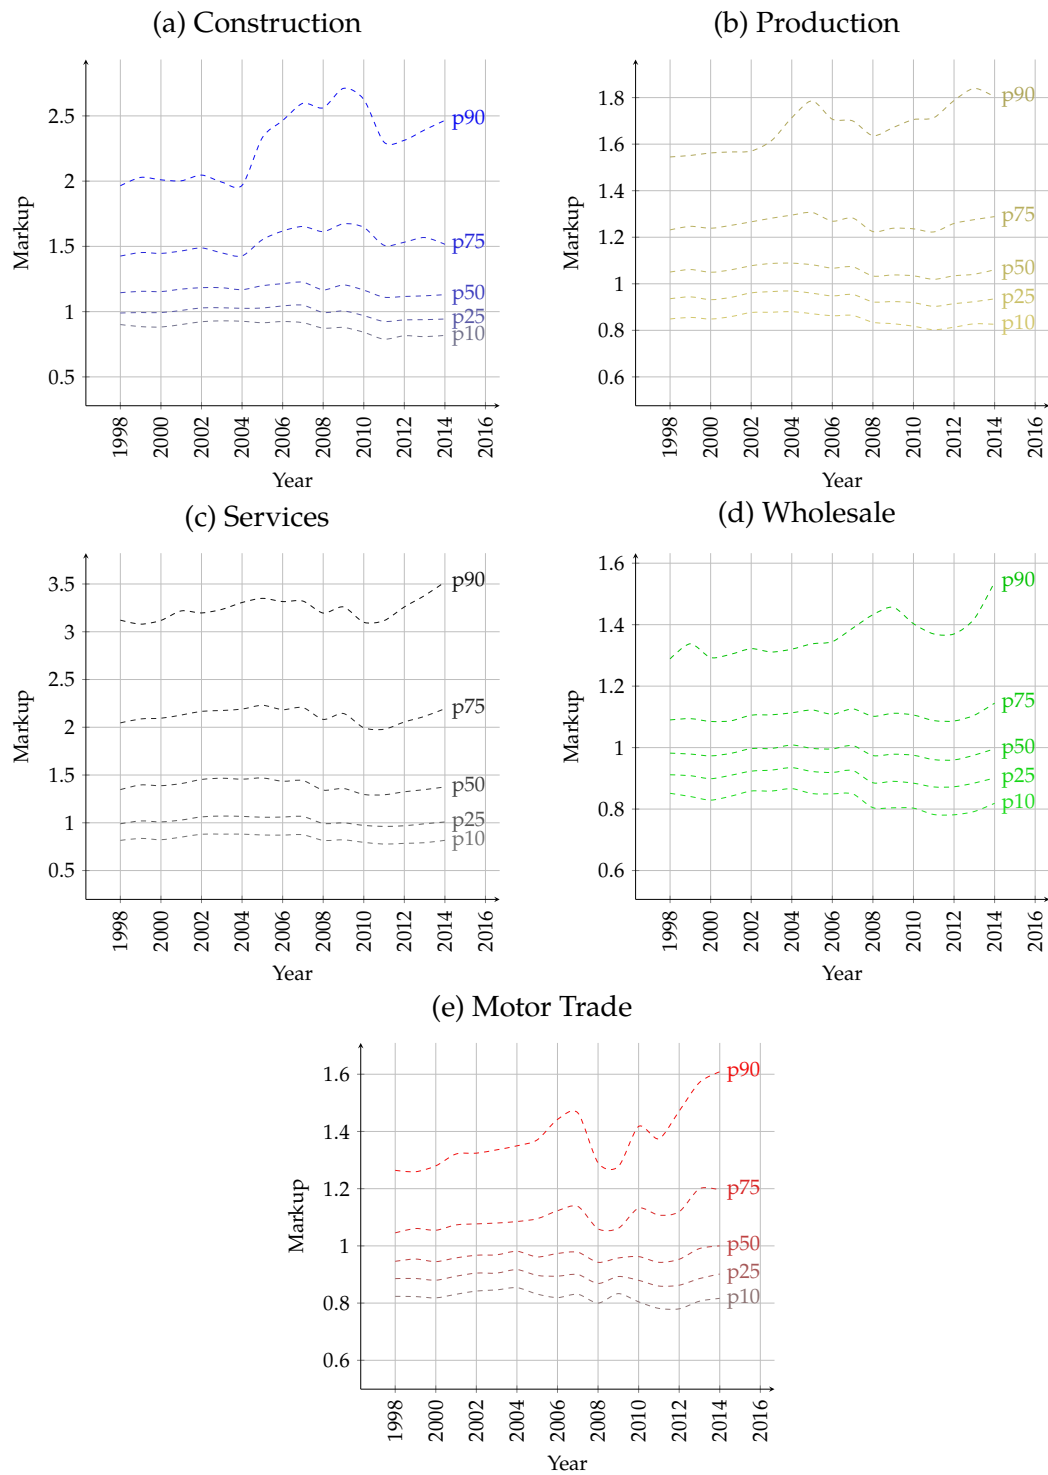 (a) Construction
2.5
2
1.5
1
0.5
Markup
p90
p75
p50
p25
p10
1998
2000
2002
2004
2006
2008
2010
2012
2014
2016
Year
(b) Production
1.8
1.6
1.4
1.2
1
0.8
0.6
Markup
p90
p75
p50
p25
p10
1998
2000
2002
2004
2006
2008
2010
2012
2014
2016
Year
(c) Services
3.5
3
2.5
2
1.5
1
0.5
Markup
p90
p75
p50
p25
p10
1998
2000
2002
2004
2006
2008
2010
2012
2014
2016
Year
(d) Wholesale
1.6
1.4
1.2
1
0.8
0.6
Markup
p90
p75
p50
p25
p10
1998
2000
2002
2004
2006
2008
2010
2012
2014
2016
Year
(e) Motor Trade
1.6
1.4
1.2
1
0.8
0.6
Markup
p90
p75
p50
p25
p10
1998
2000
2002
2004
2006
2008
2010
2012
2014
2016
Year